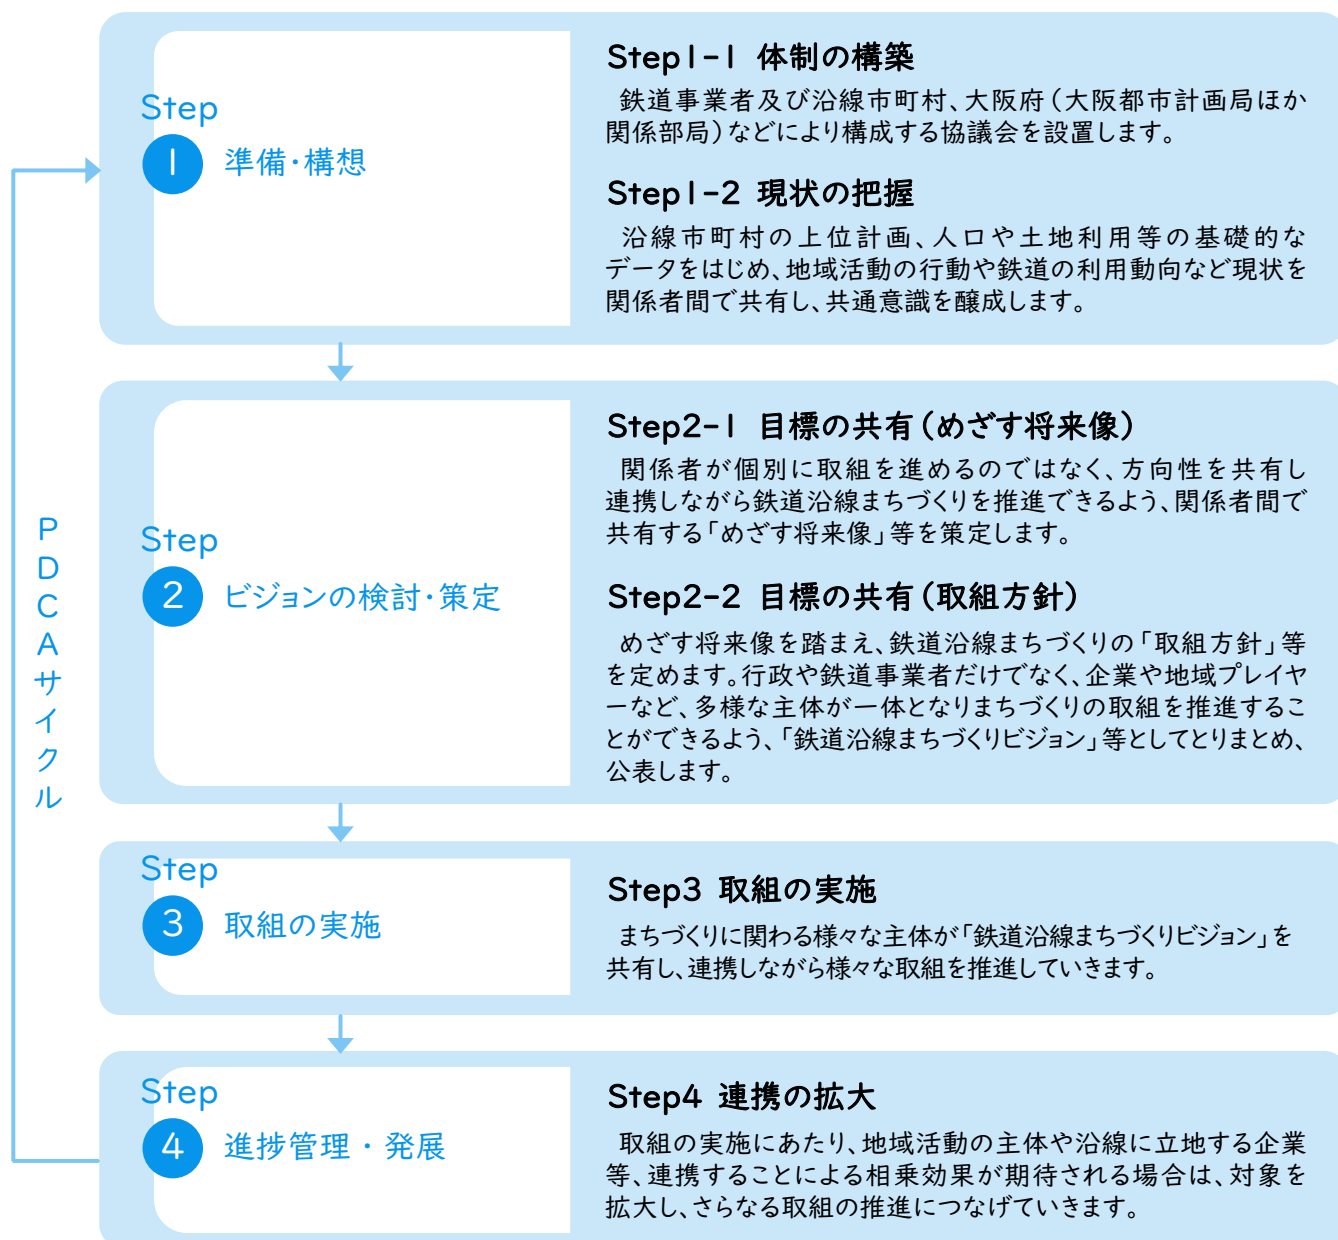 Step
1 準備・構想
Step1-1 体制の構築
鉄道事業者及び沿線市町村、大阪府(大阪都市計画局ほか
関係部局)などにより構成する協議会を設置します。
Step1-2 現状の把握
沿線市町村の上位計画、人口や土地利用等の基礎的な
データをはじめ、地域活動の行動や鉄道の利用動向など現状を
関係者間で共有し、共通意識を醸成します。
PDCAサイクル
Step
2 ビジョンの検討・策定
Step2-1 目標の共有(めざす将来像)
関係者が個別に取組を進めるのではなく、方向性を共有し
連携しながら鉄道沿線まちづくりを推進できるよう、関係者間で
共有する「めざす将来像」等を策定します。
Step2-2 目標の共有(取組方針)
めざす将来像を踏まえ、鉄道沿線まちづくりの「取組方針」等
を定めます。行政や鉄道事業者だけでなく、企業や地域プレイヤ
ーなど、多様な主体が一体となりまちづくりの取組を推進するこ
とができるよう、「鉄道沿線まちづくりビジョン」等としてとりまとめ、
公表します。
Step
3 取組の実施
Step3 取組の実施
まちづくりに関わる様々な主体が「鉄道沿線まちづくりビジョン」を
共有し、連携しながら様々な取組を推進していきます。
Step
4 進捗管理・発展
Step4 連携の拡大
取組の実施にあたり、地域活動の主体や沿線に立地する企業
等、連携することによる相乗効果が期待される場合は、対象を
拡大し、さらなる取組の推進につなげていきます。